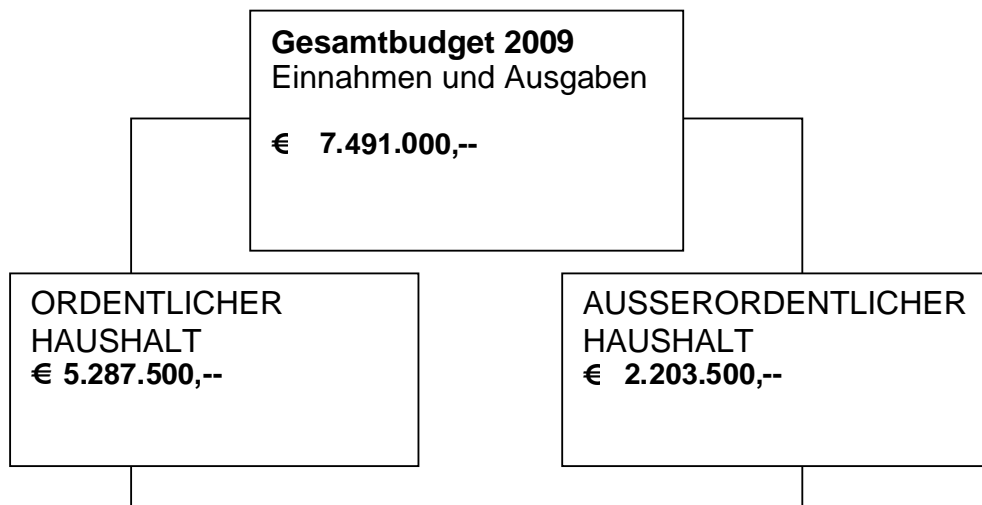 Gesamtbudget 2009
Einnahmen und Ausgaben
€ 7.491.000,--
ORDENTLICHER
HAUSHALT
€ 5.287.500,--
AUSSERORDENTLICHER
HAUSHALT
€ 2.203.500,--